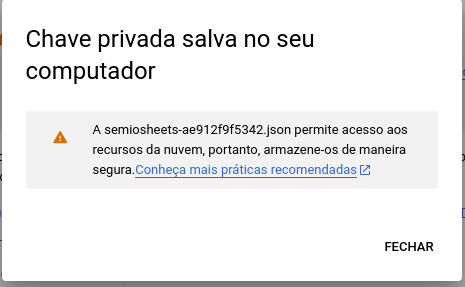 Chave privada salva no seu
computador
A semiosheets-ae912f9f5342.json permite acesso aos
recursos da nuvem, portanto, armazene-os de maneira
segura.Conheça mais práticas recomendadas
FECHAR